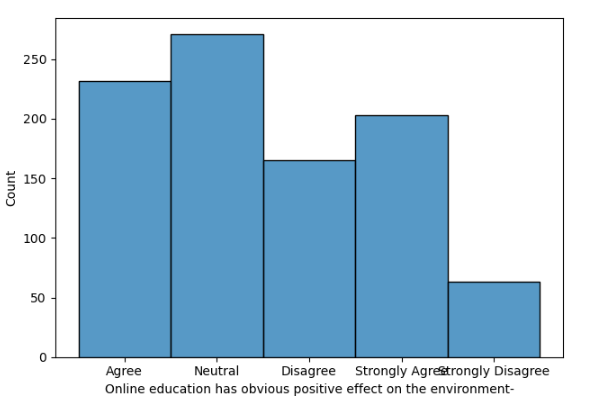 250
200
150
100
50
0
Count
Agree Neutral Disagree Strongly Agree Strongly Disagree
Online education has obvious positive effect on the environment-